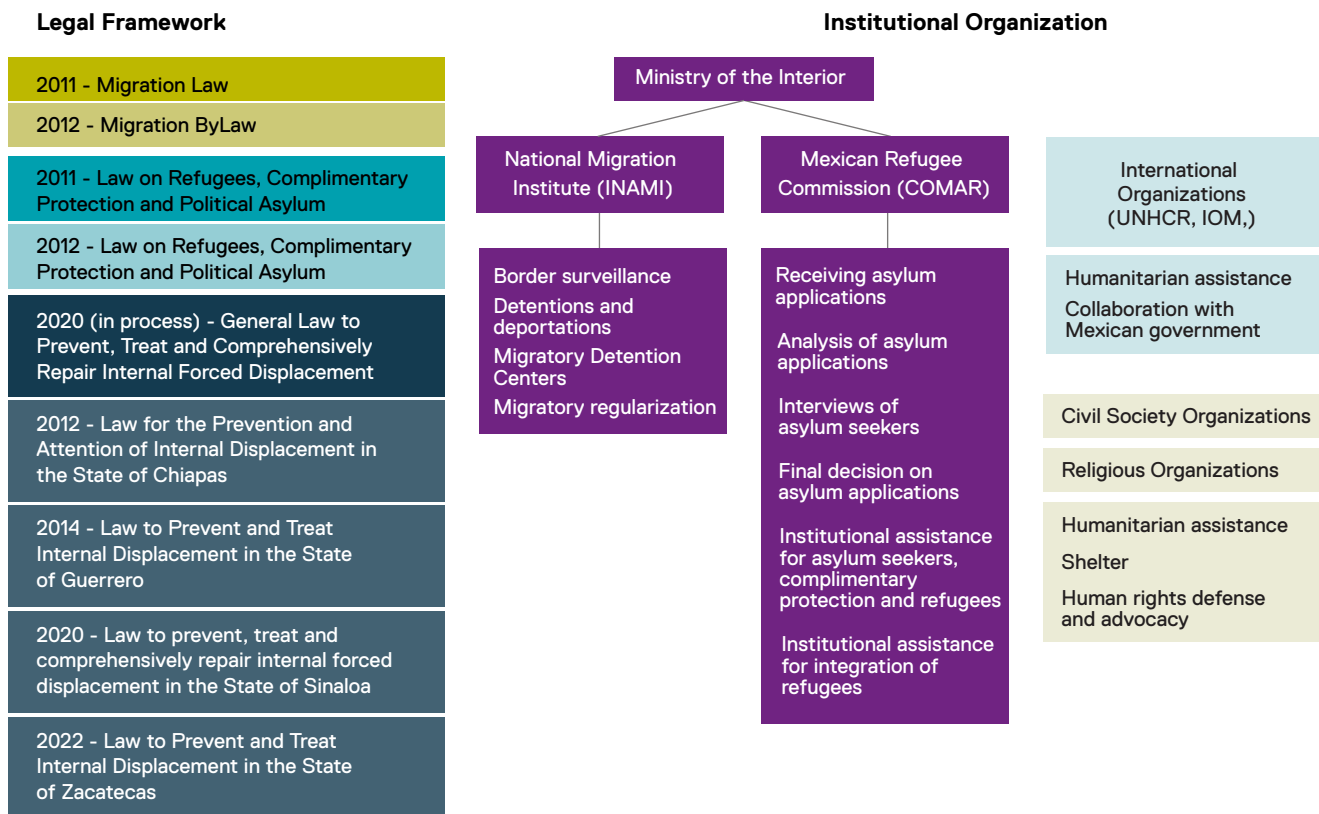 Legal Framework
2011 - Migration Law
2012 - Migration ByLaw
2011 - Law on Refugees, Complimentary
Protection and Political Asylum
2012 - Law on Refugees, Complimentary
Protection and Political Asylum
2020 (in process) - General Law to
Prevent, Treat and Comprehensively
Repair Internal Forced Displacement
2012 - Law for the Prevention and
Attention of Internal Displacement in
the State of Chiapas
2014 - Law to Prevent and Treat
Internal Displacement in the State
of Guerrero
2020 - Law to prevent, treat and
comprehensively repair internal forced
displacement in the State of Sinaloa
2022 - Law to Prevent and Treat
Internal Displacement in the State
of Zacatecas
Institutional Organization
Ministry of the Interior
National Migration
Institute (INAMI)
Border surveillance
Detentions and
deportations
Migratory Detention
Centers
Migratory regularization
Mexican Refugee
Commission (COMAR)
Receiving asylum
applications
Analysis of asylum
applications
Interviews of
asylum seekers
Final decision on
asylum applications
Institutional assistance
for asylum seekers,
complimentary
protection and refugees
Institutional assistance
for integration of
refugees
International
Organizations
(UNHCR, IOM,)
Humanitarian assistance
Collaboration with
Mexican government
Civil Society Organizations
Religious Organizations
Humanitarian assistance
Shelter
Human rights defense
and advocacy